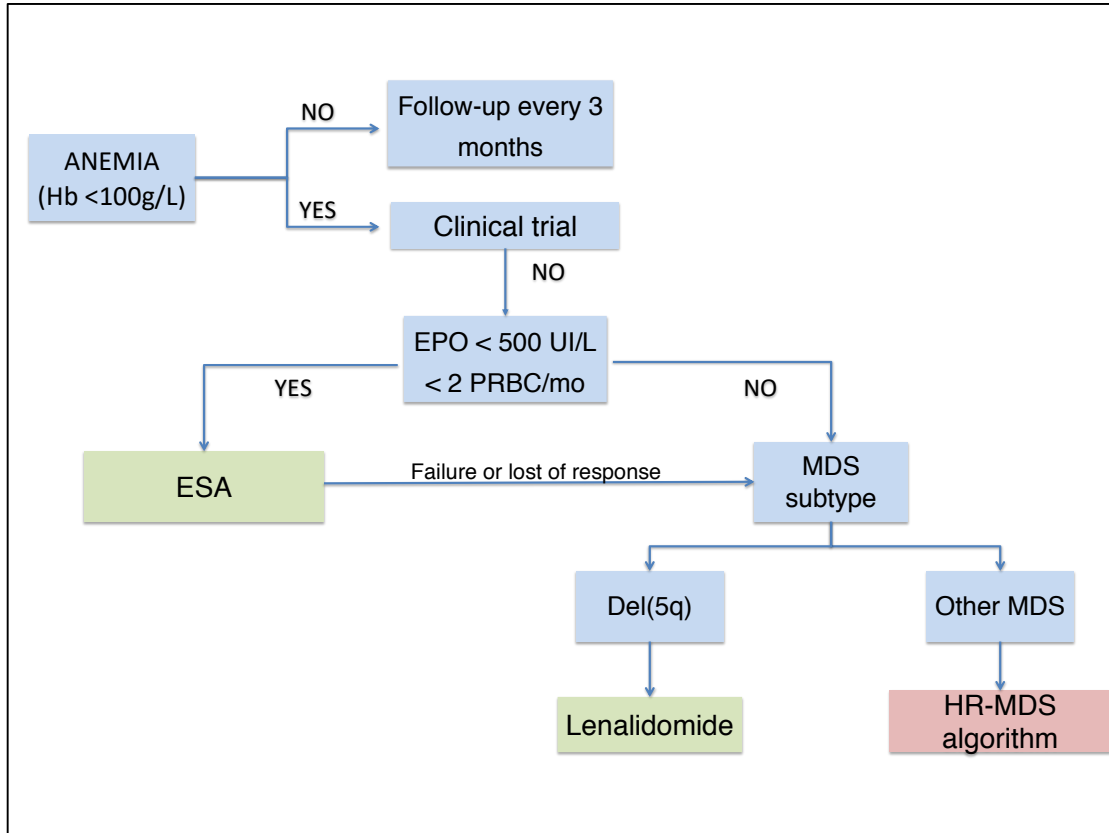 NO
Follow-up every 3
months
ANEMIA
(Hb <100g/L)
YES
Clinical trial
NO
EPO < 500 UI/L
< 2 PRBC/mo
YES
NO
ESA
Failure or lost of response
MDS
subtype
Del(5q)
Other MDS
Lenalidomide
HR-MDS
algorithm